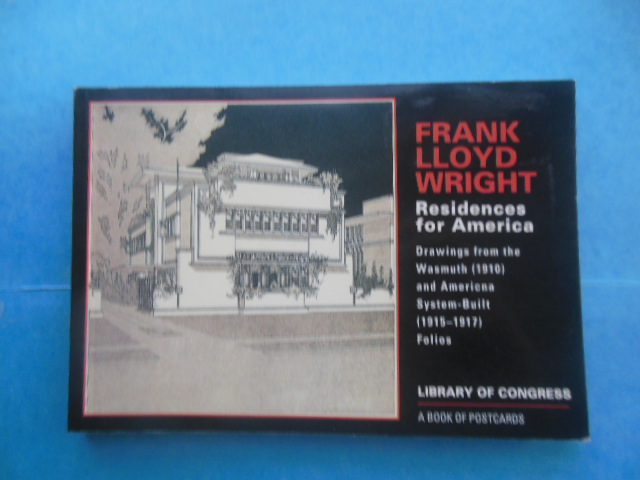 FRANK
LLOYD
WRIGHT
Residences
for America
Drawings from the
Wasmuth (1910)
and American
System-Built
(1915–1917)
Folios
LIBRARY OF CONGRESS
A BOOK OF POSTCARDS